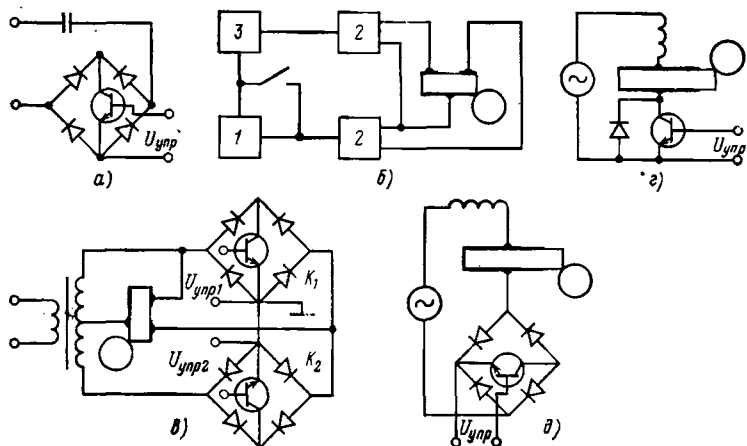 U упр
а)
3
2
1
2
б)
U упр
г)
U упр1
K1
U упр2
K2
в)
U упр
д)